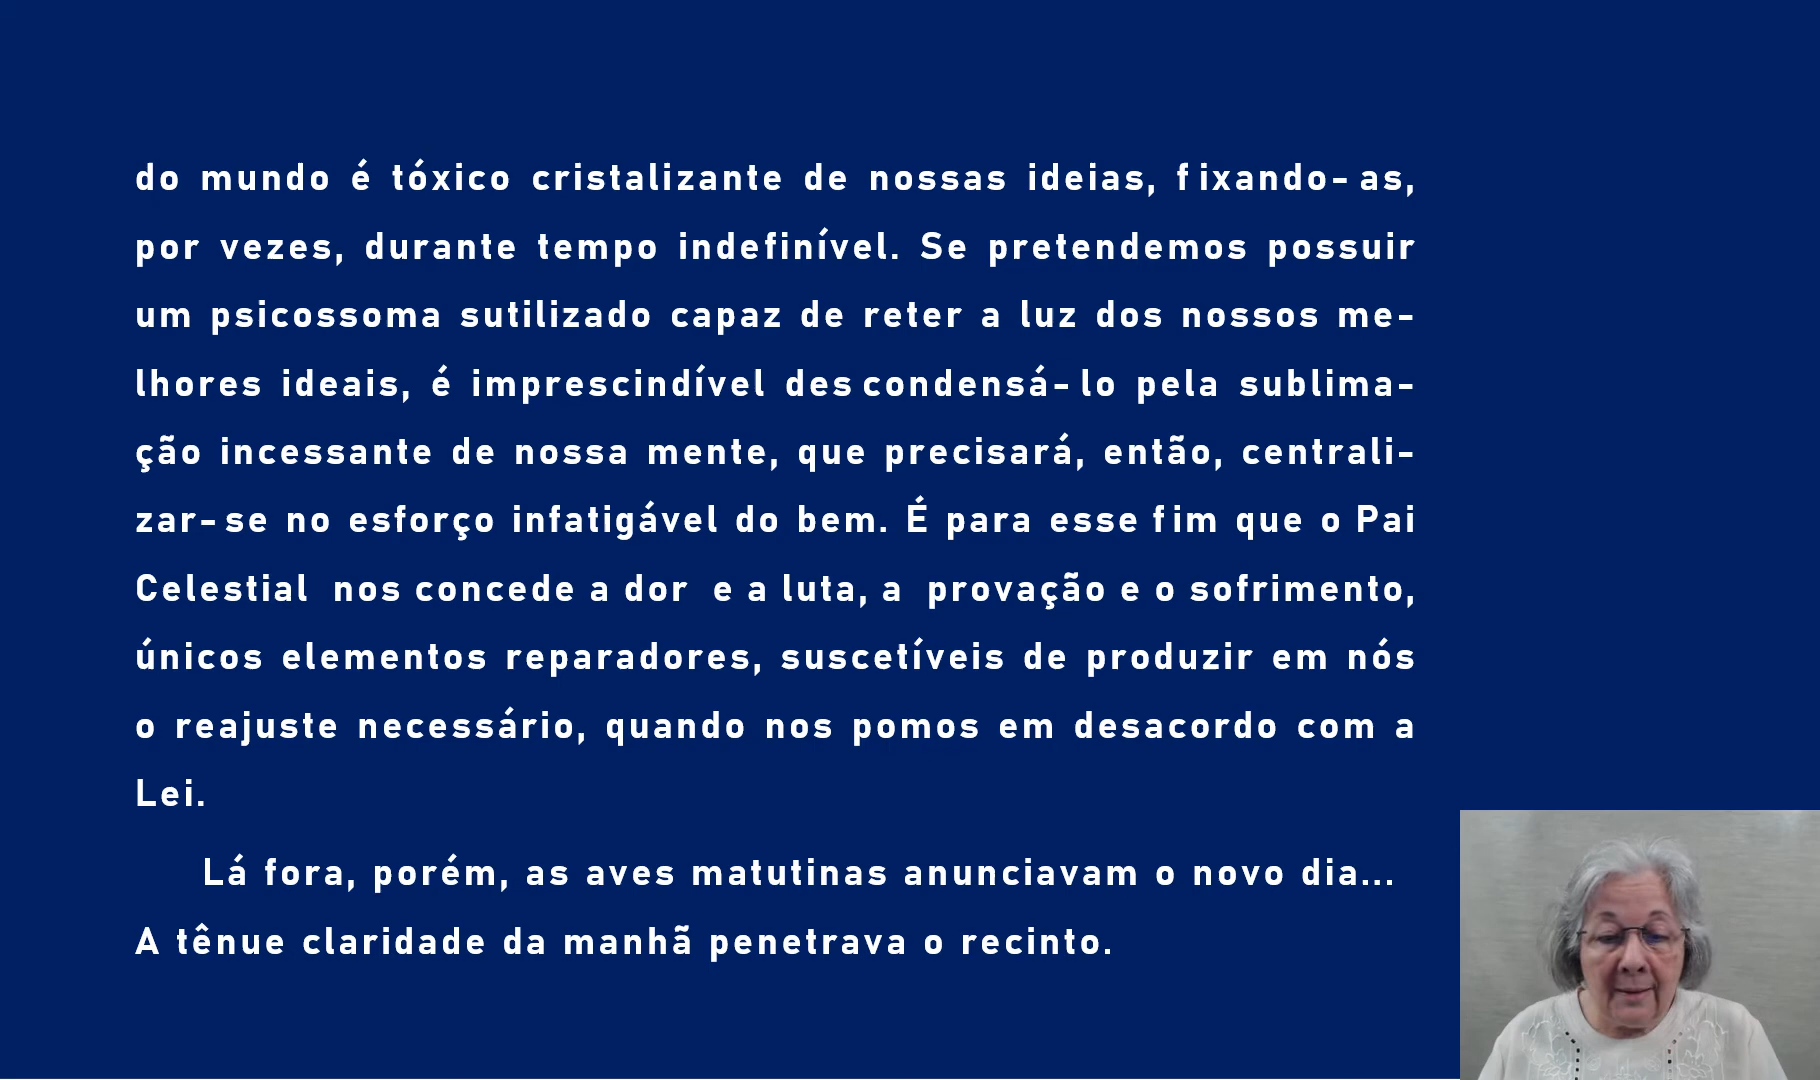 do mundo é tóxico cristalizante de nossas ideias, fixando-as,
por vezes, durante tempo indefinível. Se pretendemos possuir
um psicossoma sutilizado capaz de reter a luz dos nossos me-
lhores ideais, é imprescindível descondensá-lo pela sublima-
ção incessante de nossa mente, que precisará, então, centrali-
zar-se no esforço infatigável do bem. É para esse fim que o Pai
Celestial nos concede a dor e a luta, a provação e o sofrimento,
únicos elementos reparadores, suscetíveis de produzir em nós
o reajuste necessário, quando nos pomos em desacordo com a
Lei.
Lá fora, porém, as aves matutinas anunciavam o novo dia...
A tênue claridade da manhã penetrava o recinto.